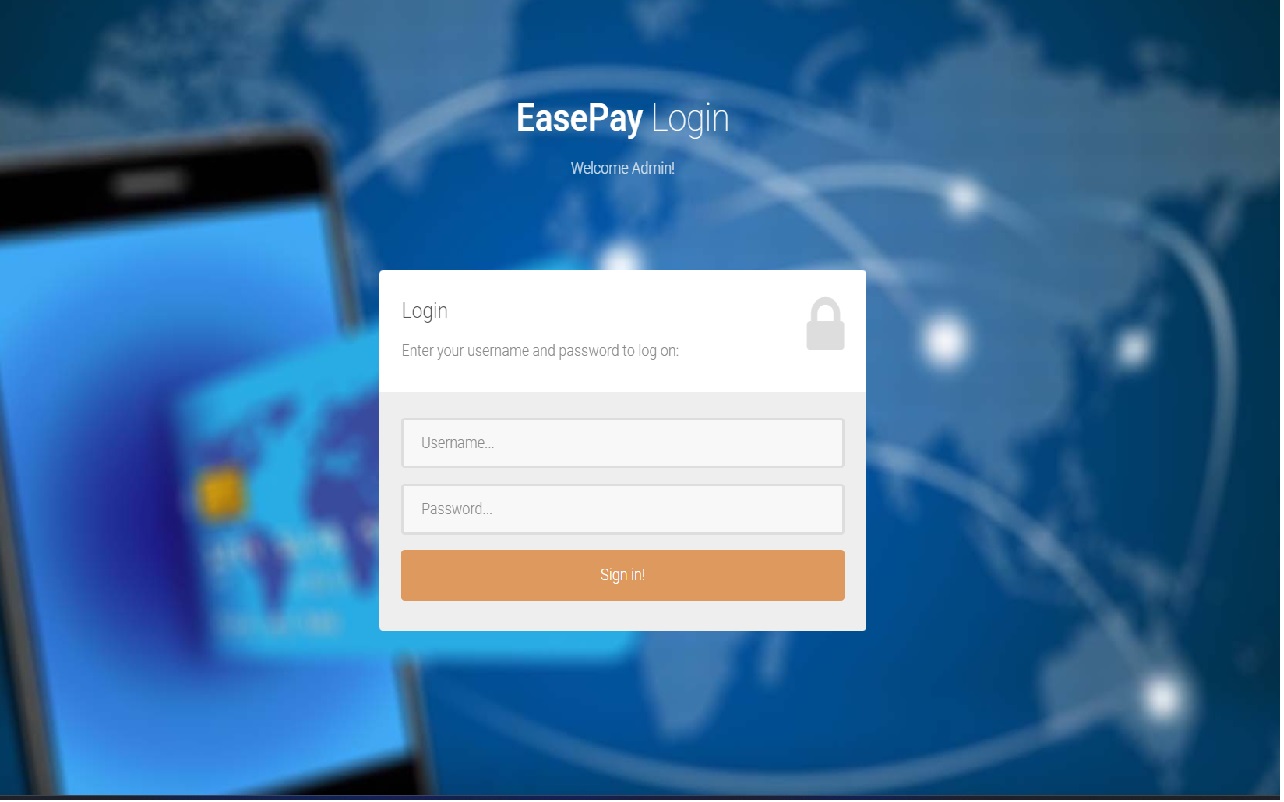 EasePay Login
Welcome Admin!
Login
Enter your username and password to log on:
Username...
Password...
Sign in!